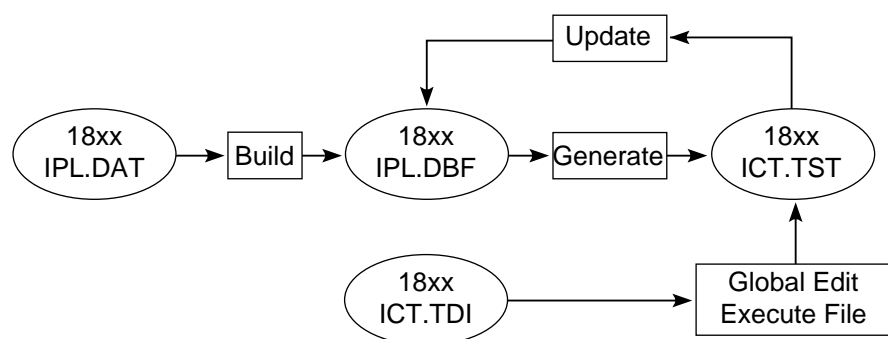 Update
18xx
IPL.DAT
Build
18xx
IPL.DBF
Generate
18xx
ICT.TST
18xx
ICT.TDI
Global Edit
Execute File